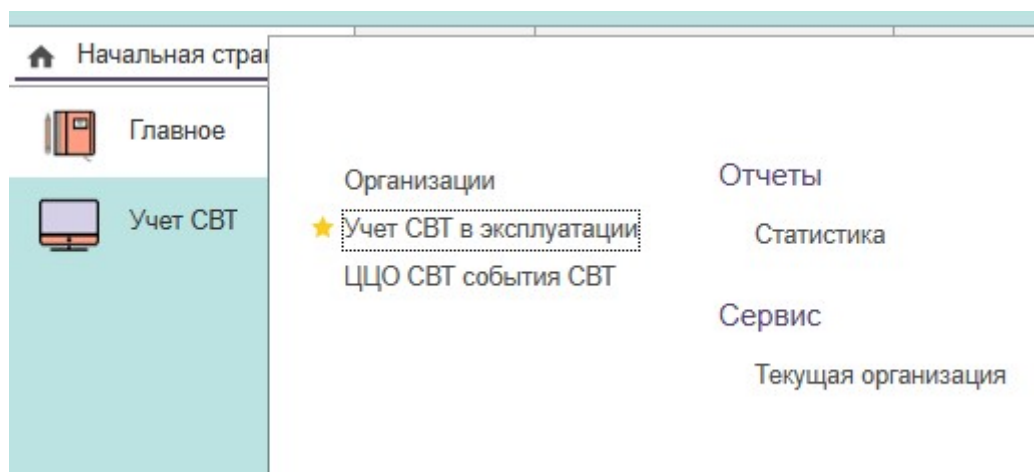 Начальная стра
Главное
Учет СВТ
Организации
Учет СВТ в эксплуатации
ЦЦО СВТ события СВТ
Отчеты
Статистика
Сервис
Текущая организация